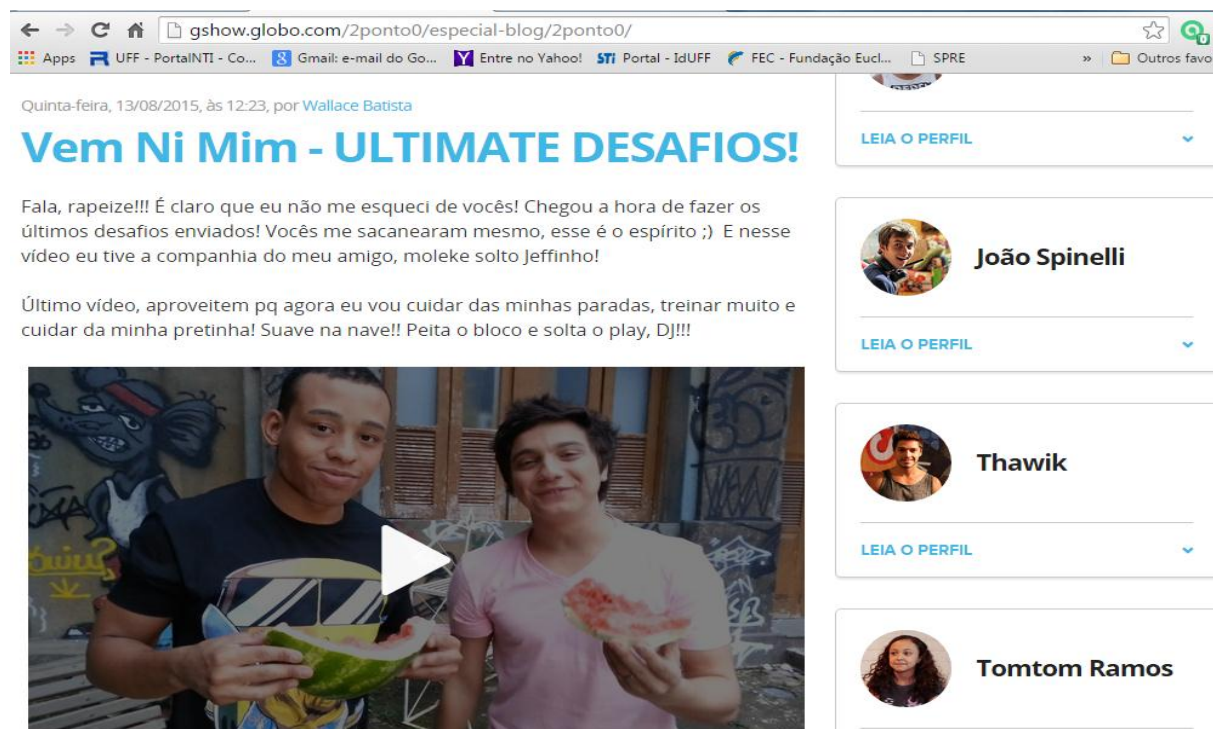 gshow.globo.com/2ponto0/especial-blog/2ponto0/
Apps UFF - PortalNTI - Co... Gmail: e-mail do Go... Entre no Yahoo! STi Portal - IdUFF FEC - Fundação Eucl... SPRE » Outros favo
Quinta-feira, 13/08/2015, às 12:23, por Wallace Batista
Vem Ni Mim - ULTIMATE DESAFIOS!
Fala, rapeize!!! É claro que eu não me esqueci de vocês! Chegou a hora de fazer os
últimos desafios enviados! Vocês me sacanearam mesmo, esse é o espírito ;) E nesse
vídeo eu tive a companhia do meu amigo, moleke solto Jeffinho!
Último vídeo, aproveitem pq agora eu vou cuidar das minhas paradas, treinar muito e
cuidar da minha pretinha! Suave na nave!! Peita o bloco e solta o play, DJ!!!
LEIA O PERFIL
João Spinelli
LEIA O PERFIL
Thawik
LEIA O PERFIL
Tomtom Ramos